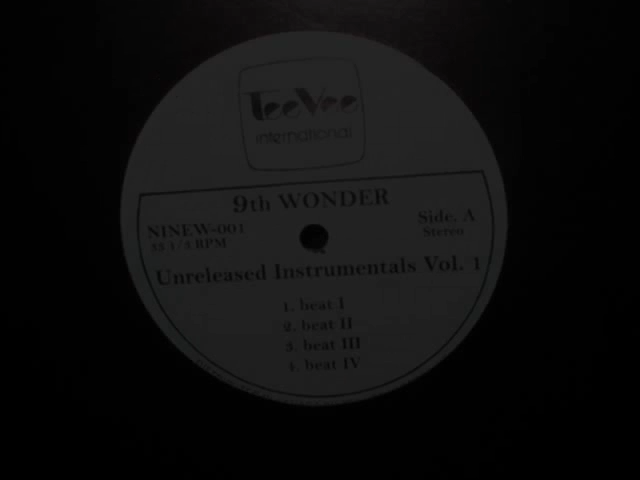 TeeVee
international
9th WONDER
NINEW-001
Side. A
33 1/3 RPM
Stereo
Unreleased Instrumentals Vol. 1
1. beat I
2. beat II
3. beat III
4. beat IV